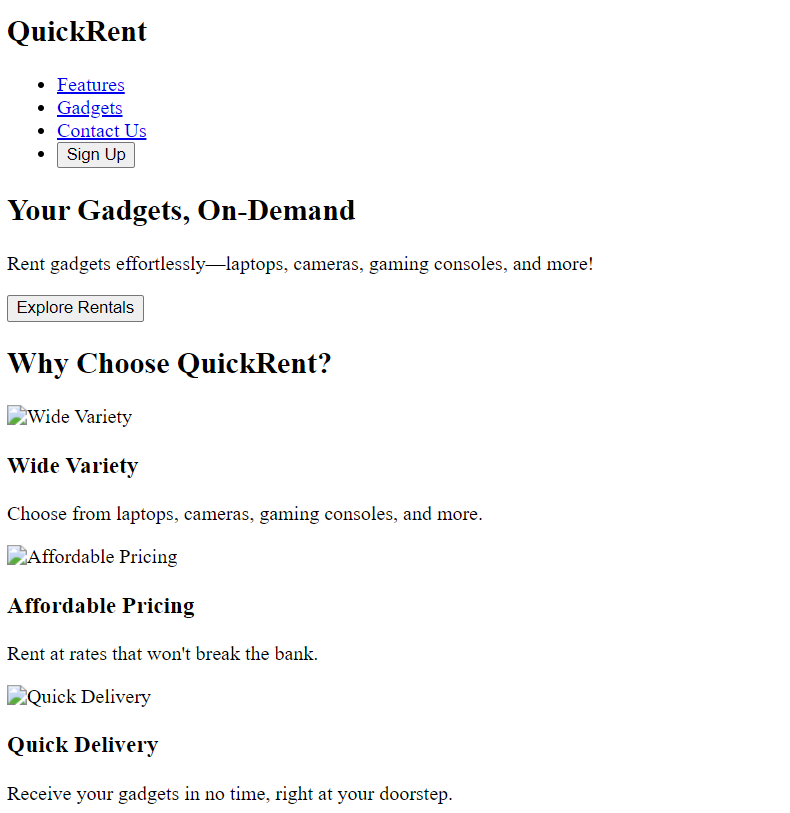 QuickRent
Features
Gadgets
Contact Us
Sign Up
Your Gadgets, On-Demand
Rent gadgets effortlessly—laptops, cameras, gaming consoles, and more!
Explore Rentals
Why Choose QuickRent?
Wide Variety
Wide Variety
Choose from laptops, cameras, gaming consoles, and more.
Affordable Pricing
Affordable Pricing
Rent at rates that won't break the bank.
Quick Delivery
Quick Delivery
Receive your gadgets in no time, right at your doorstep.